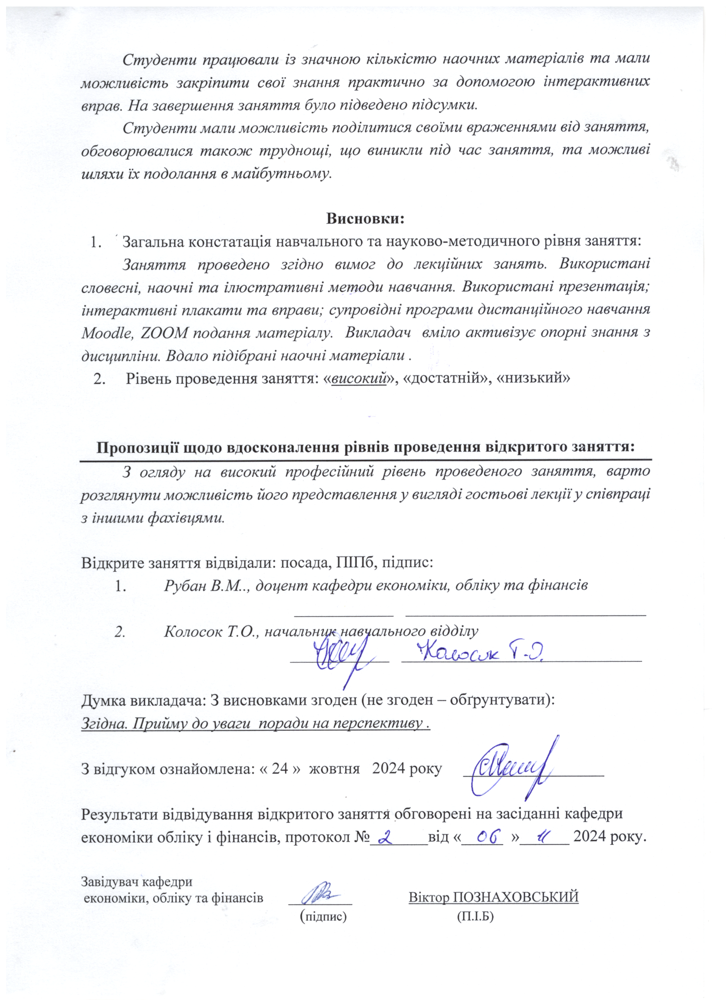 Студенти працювали із значною кількістю наочних матеріалів та мали
можливість закріпити свої знання практично за допомогою інтерактивних
вправ. На завершення заняття було підведено підсумки.
Студенти мали можливість поділитися своїми враженнями від заняття,
обговорювалися також труднощі, що виникли під час заняття, та можливі
шляхи їх подолання в майбутньому.
Висновки:
1. Загальна констатація навчального та науково-методичного рівня заняття:
Заняття проведено згідно вимог до лекційних занять. Використані
словесні, наочні та ілюстративні методи навчання. Використані презентація;
інтерактивні плакати та вправи; супровідні програми дистанційного навчання
Moodle, ZOOM подання матеріалу. Викладач вміло активізує опорні знання з
дисципліни. Вдало підібрані наочні матеріали .
2. Рівень проведення заняття: «високий», «достатній», «низький»
Пропозиції щодо вдосконалення рівнів проведення відкритого заняття:
З огляду на високий професійний рівень проведеного заняття, варто
розглянути можливість його представлення у вигляді гостьові лекції у співпраці
з іншими фахівцями.
Відкрите заняття відвідали: посада, ПІПб, підпис:
1. Рубан В.М.., доцент кафедри економіки, обліку та фінансів
2. Колосок Т.О., начальник навчального відділу
Колосок Т.О.
Думка викладача: З висновками згоден (не згоден – обґрунтувати):
Згідна. Прийму до уваги поради на перспективу .
З відгуком ознайомлена: « 24 » жовтня 2024 року
Результати відвідування відкритого заняття обговорені на засіданні кафедри
економіки обліку і фінансів, протокол № 2 від « 06 » 11 2024 року.
Завідувач кафедри
економіки, обліку та фінансів Віктор ПОЗНАХОВСЬКИЙ
(підпис) (П.І.Б)